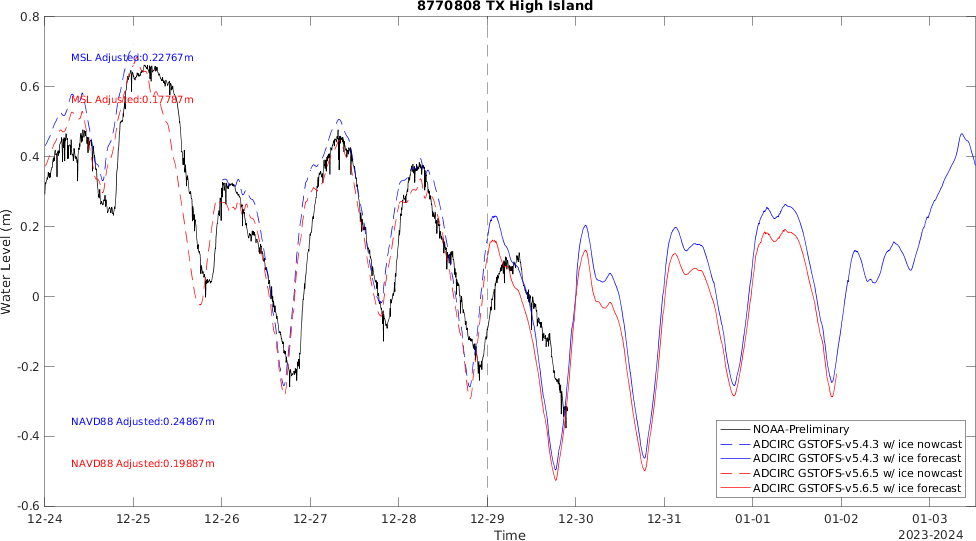 8770808 TX High Island
Water Level (m)
0.8
0.6
0.4
0.2
0
-0.2
-0.4
-0.6
MSL Adjusted:0.22767m
MSL Adjusted:0.17787m
NAVD88 Adjusted:0.24867m
NAVD88 Adjusted:0.19887m
NOAA-Preliminary
ADCIRC GSTOFS-v5.4.3 w/ ice nowcast
ADCIRC GSTOFS-v5.4.3 w/ ice forecast
ADCIRC GSTOFS-v5.6.5 w/ ice nowcast
ADCIRC GSTOFS-v5.6.5 w/ ice forecast
12-24 12-25 12-26 12-27 12-28 12-29 12-30 12-31 01-01 01-02 01-03
Time
2023-2024